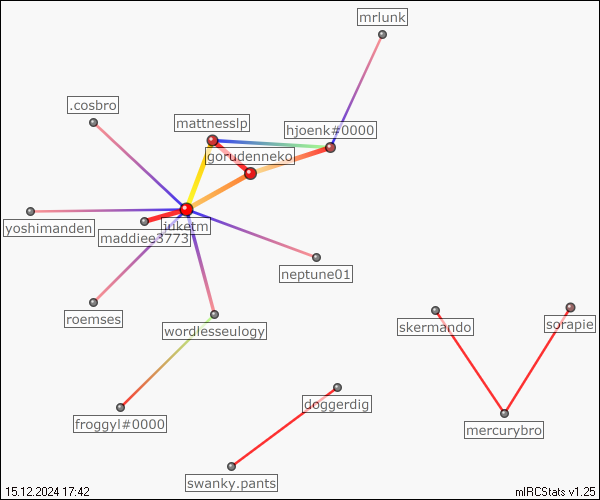 mrlunk
.cosbro
mattnesslp
hjoenk#0000
gorudenneko
yoshimanden
juketm
maddiee3773
neptune01
roemses
wordlesseulogy
skermando
sorapie
doggerdig
froggyl#0000
mercurybro
swanky.pants
15.12.2024 17:42
mIRCStats v1.25